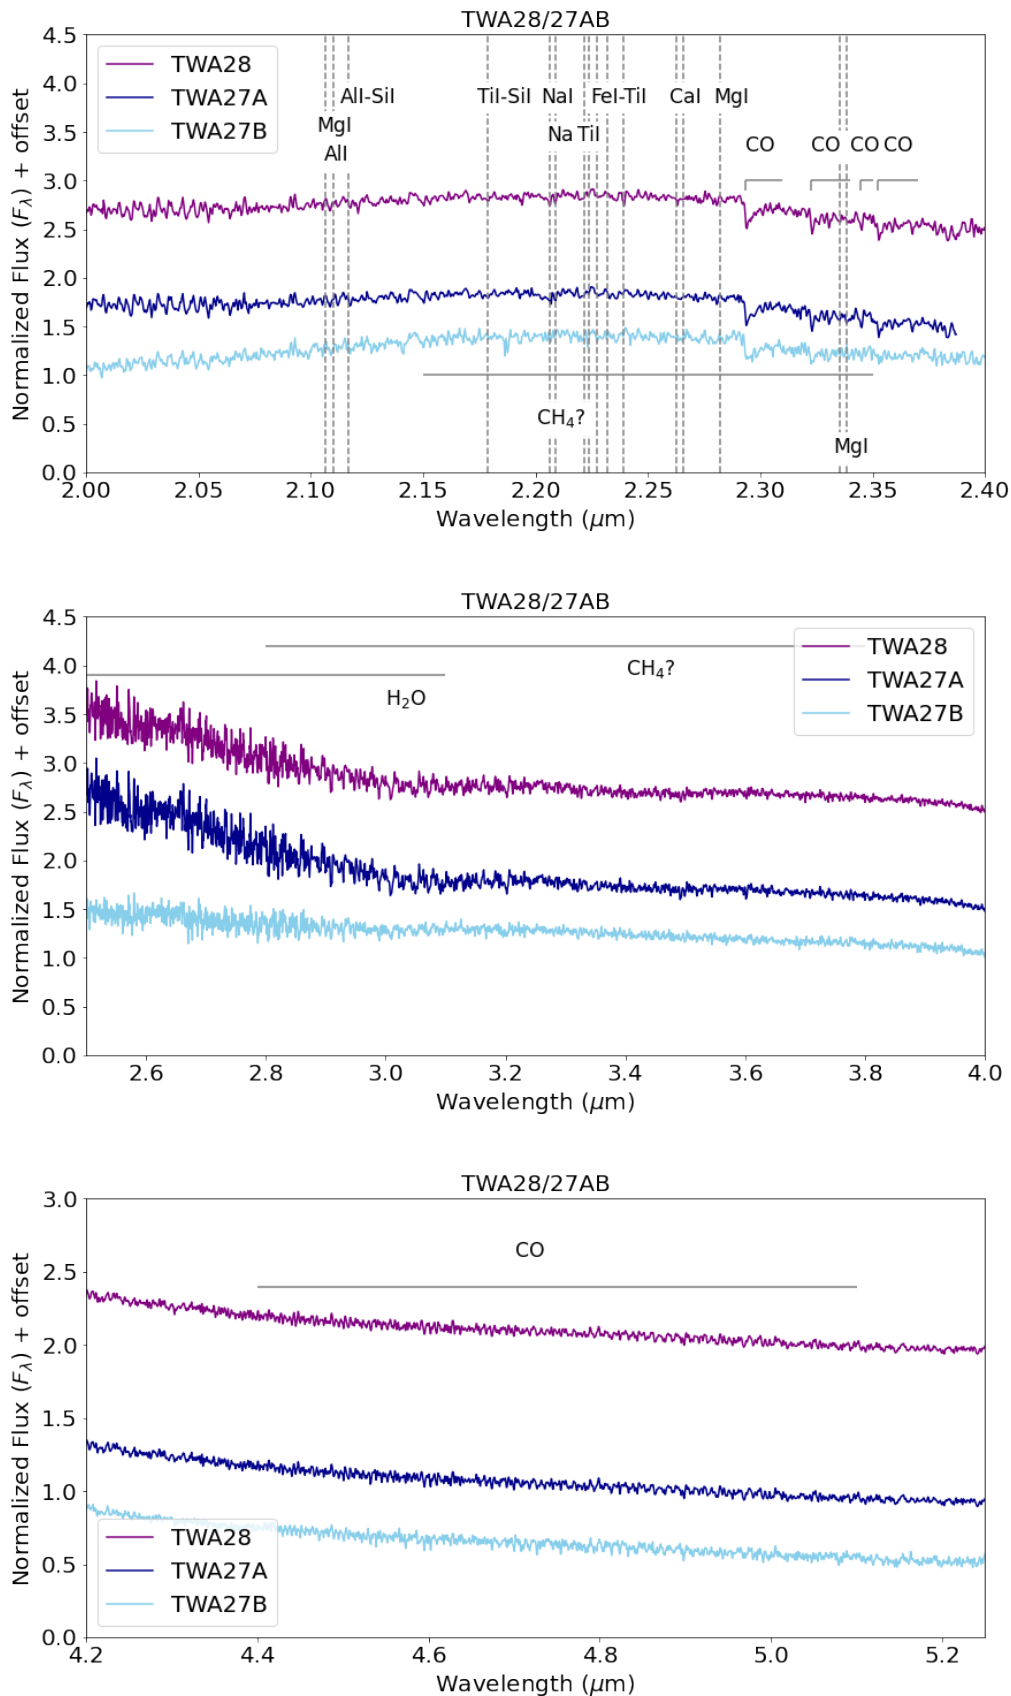 TWA28/27AB
Normalized Flux (Fλ) + offset
4.5
4.0
3.5
3.0
2.5
2.0
1.5
1.0
0.5
0.0
TWA28
TWA27A
TWA27B
AlI-SiI
MgI
AlI
TiI-SiI
NaI
FeI-TiI
CaI
MgI
Na
TiI
CO
CO
CO
CO
CH₄?
MgI
2.00
2.05
2.10
2.15
2.20
2.25
2.30
2.35
2.40
Wavelength (μm)
TWA28/27AB
Normalized Flux (Fλ) + offset
4.5
4.0
3.5
3.0
2.5
2.0
1.5
1.0
0.5
0.0
CH₄?
H₂O
TWA28
TWA27A
TWA27B
2.6
2.8
3.0
3.2
3.4
3.6
3.8
4.0
Wavelength (μm)
TWA28/27AB
Normalized Flux (Fλ) + offset
3.0
2.5
2.0
1.5
1.0
0.5
0.0
CO
TWA28
TWA27A
TWA27B
4.2
4.4
4.6
4.8
5.0
5.2
Wavelength (μm)